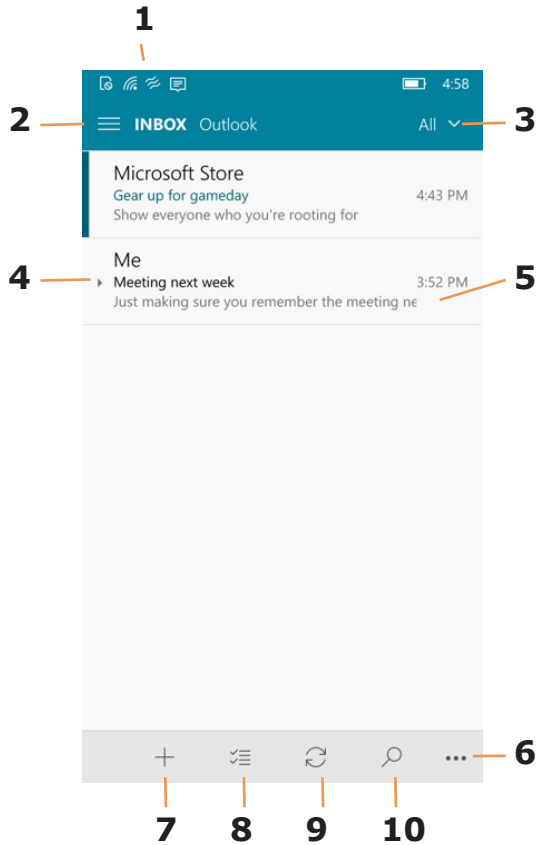 1
4:58
2 INBOX Outlook All 3
Microsoft Store
Gear up for gameday 4:43 PM
Show everyone who you're rooting for
Me
4 Meeting next week 3:52 PM 5
Just making sure you remember the meeting ne
6
7 8 9 10